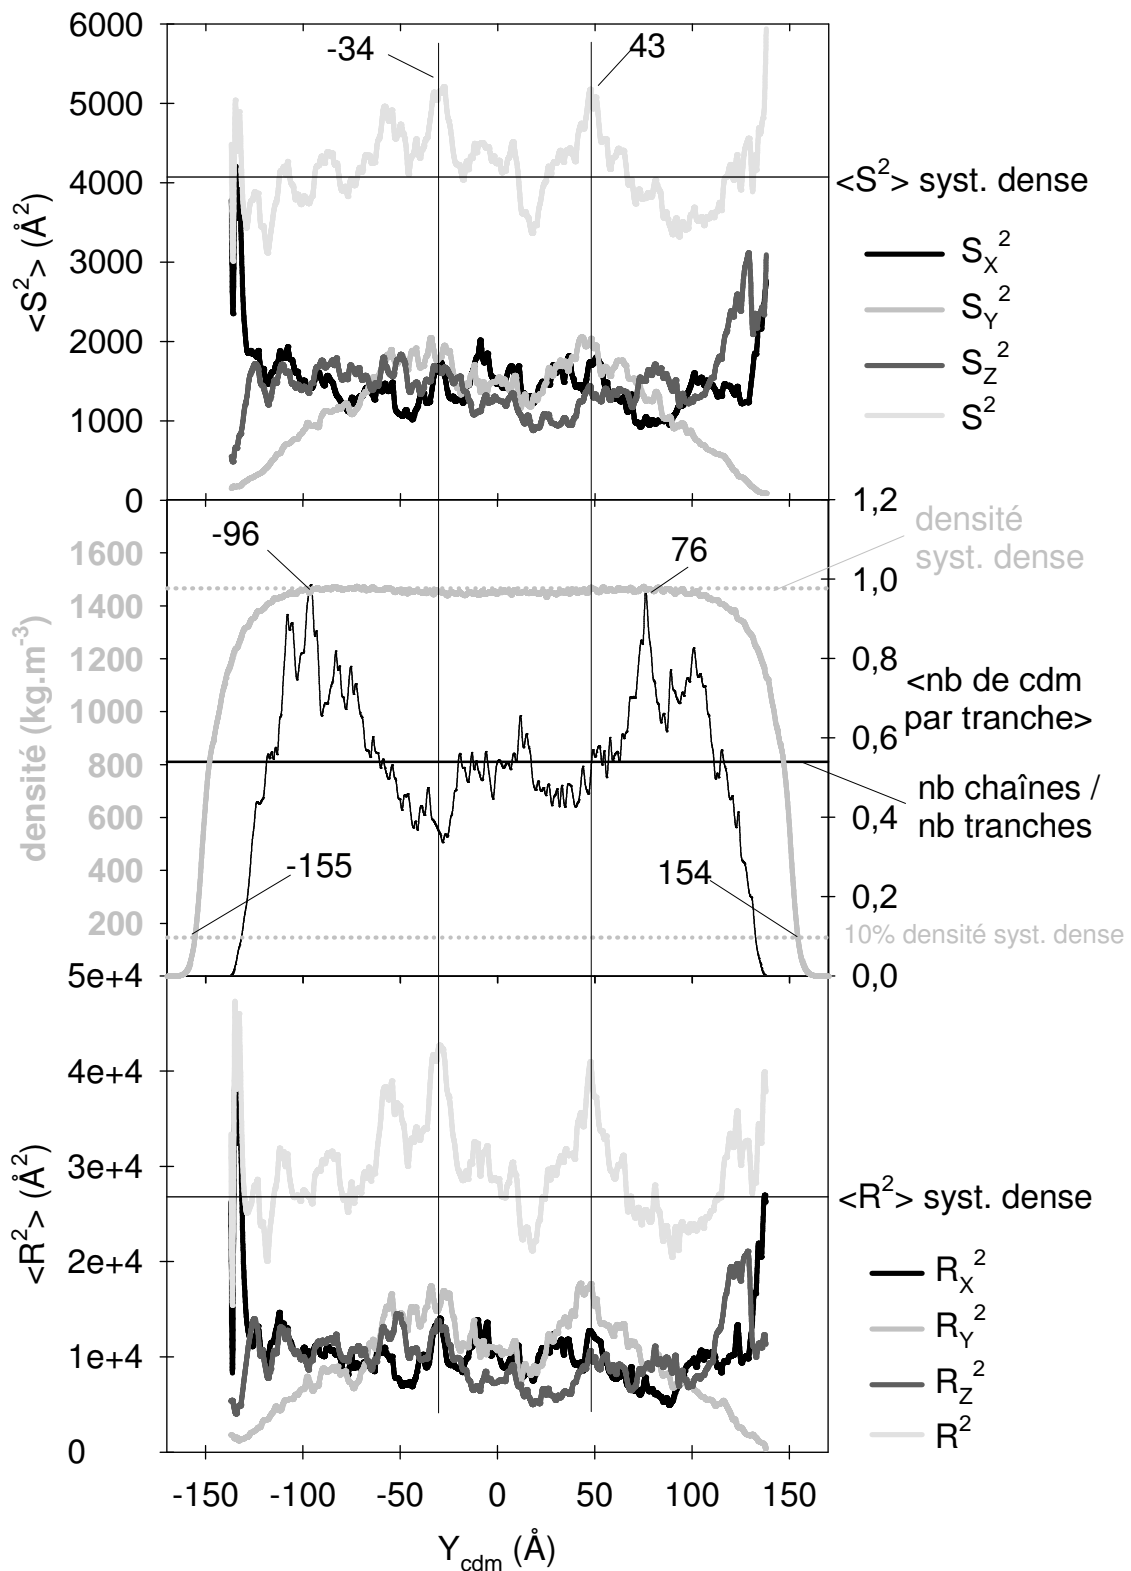 6000
5000
4000
3000
2000
1000
0
<S²> (Å²)
-34
43
<S²> syst. dense
S_X²
S_Y²
S_Z²
S²
1600
1400
1200
1000
800
600
400
200
densité (kg.m⁻³)
-96
76
-155
154
1,2
1,0
0,8
0,6
0,4
0,2
0,0
densité
syst. dense
<nb de cdm
par tranche>
nb chaînes /
nb tranches
10% densité syst. dense
5e+4
4e+4
3e+4
2e+4
1e+4
0
<R²> (Å²)
<R²> syst. dense
R_X²
R_Y²
R_Z²
R²
-150
-100
-50
0
50
100
150
Y_cdm (Å)